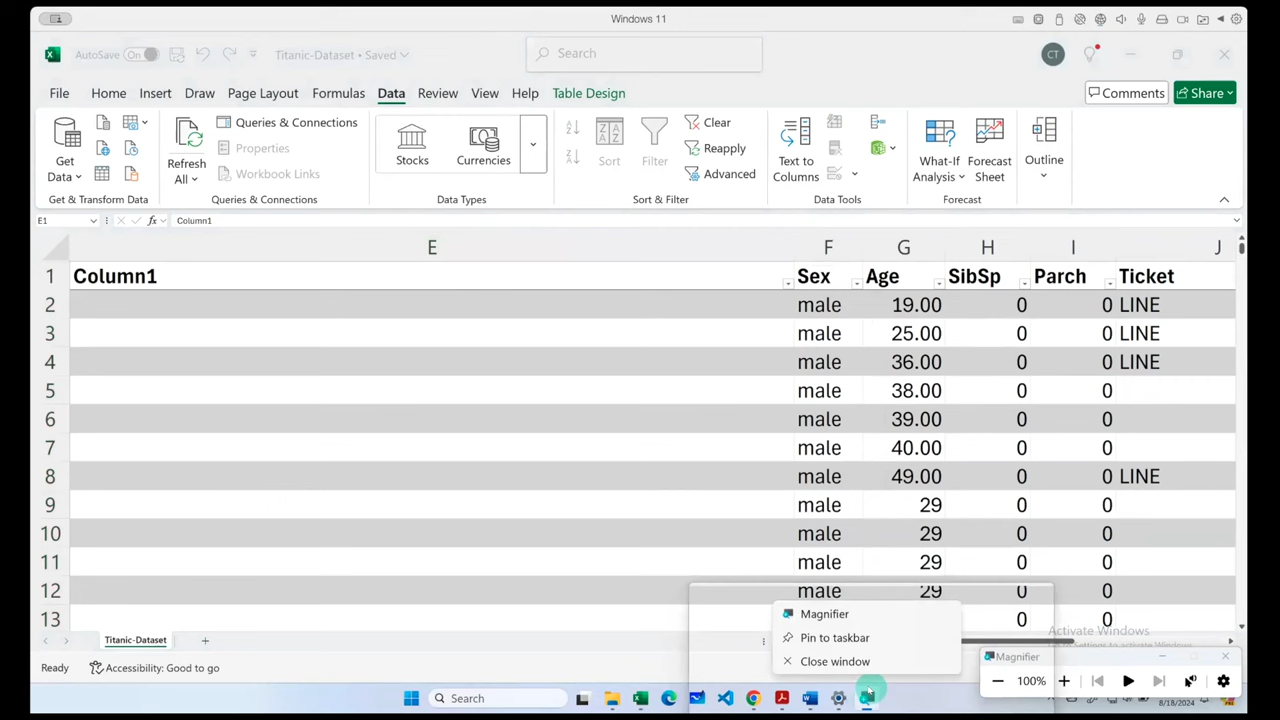 Windows 11
AutoSave On Titanic-Dataset • Saved Search CT
File Home Insert Draw Page Layout Formulas Data Review View Help Table Design Comments Share
Get Data
Refresh All
Queries & Connections
Properties
Workbook Links
Stocks Currencies
Sort Filter
Clear
Reapply
Advanced
Text to Columns
What-If Analysis
Forecast Sheet
Outline
Get & Transform Data Queries & Connections Data Types Sort & Filter Data Tools Forecast
E1 fx Column1
E F G H I J
1 Column1 Sex Age SibSp Parch Ticket
2 male 19.00 0 0 LINE
3 male 25.00 0 0 LINE
4 male 36.00 0 0 LINE
5 male 38.00 0 0
6 male 39.00 0 0
7 male 40.00 0 0
8 male 49.00 0 0 LINE
9 male 29 0 0
10 male 29 0 0
11 male 29 0 0
12 male 29 0 0
13 0 0
Magnifier
Pin to taskbar
Close window
Activate Windows
Titanic-Dataset
Ready Accessibility: Good to go
Magnifier
100%
Search
8/18/2024